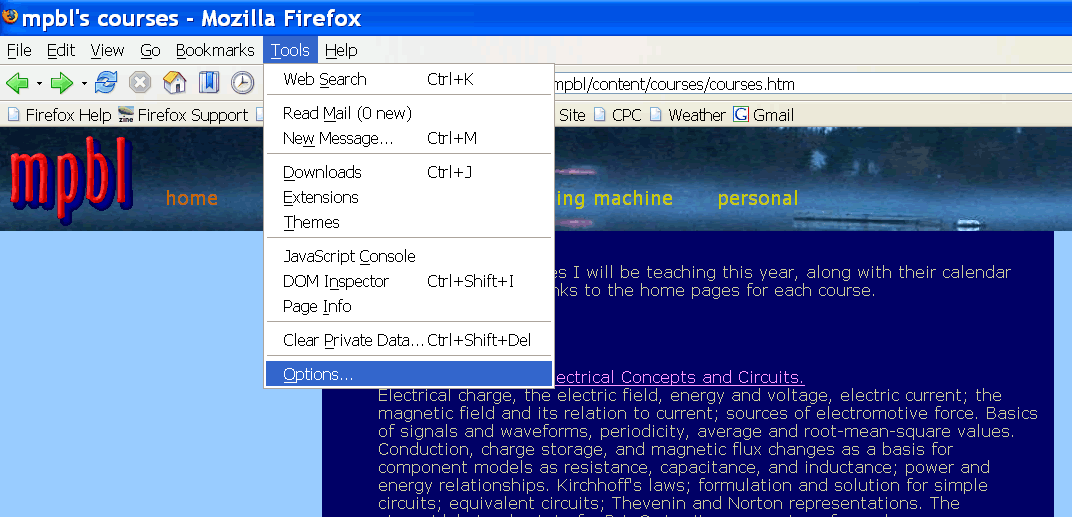 mpbl's courses - Mozilla Firefox
File Edit View Go Bookmarks Tools Help
Web Search Ctrl+K
mpbl/content/courses/courses.htm
Read Mail (0 new)
Firefox Help zine Firefox Support Site CPC Weather G Gmail
New Message... Ctrl+M
mpbl
Downloads Ctrl+J
Extensions
home ing machine personal
Themes
JavaScript Console
DOM Inspector Ctrl+Shift+I
Page Info
Clear Private Data... Ctrl+Shift+Del
Options...
es I will be teaching this year, along with their calendar
nks to the home pages for each course.
ectrical Concepts and Circuits.
Electrical charge, the electric field, energy and voltage, electric current; the
magnetic field and its relation to current; sources of electromotive force. Basics
of signals and waveforms, periodicity, average and root-mean-square values.
Conduction, charge storage, and magnetic flux changes as a basis for
component models as resistance, capacitance, and inductance; power and
energy relationships. Kirchhoff's laws; formulation and solution for simple
circuits; equivalent circuits; Thevenin and Norton representations. The